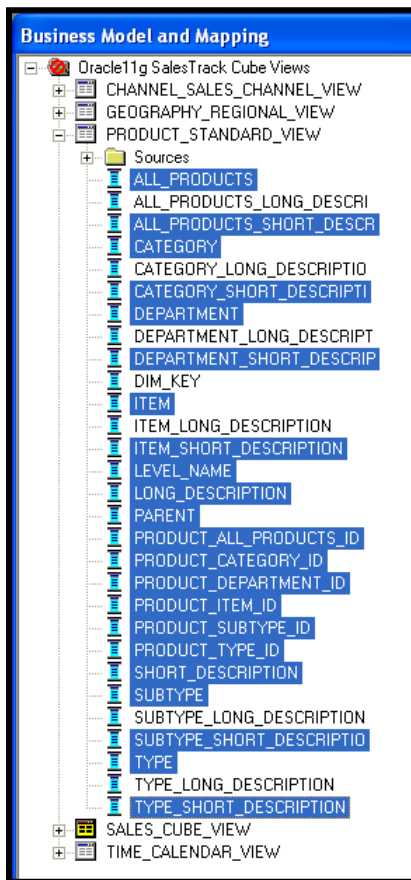 Business Model and Mapping
Oracle11g SalesTrack Cube Views
CHANNEL_SALES_CHANNEL_VIEW
GEOGRAPHY_REGIONAL_VIEW
PRODUCT_STANDARD_VIEW
Sources
ALL_PRODUCTS
ALL_PRODUCTS_LONG_DESCRI
ALL_PRODUCTS_SHORT_DESCR
CATEGORY
CATEGORY_LONG_DESCRIPTIO
CATEGORY_SHORT_DESCRIPTI
DEPARTMENT
DEPARTMENT_LONG_DESCRIPT
DEPARTMENT_SHORT_DESCRIP
DIM_KEY
ITEM
ITEM_LONG_DESCRIPTION
ITEM_SHORT_DESCRIPTION
LEVEL_NAME
LONG_DESCRIPTION
PARENT
PRODUCT_ALL_PRODUCTS_ID
PRODUCT_CATEGORY_ID
PRODUCT_DEPARTMENT_ID
PRODUCT_ITEM_ID
PRODUCT_SUBTYPE_ID
PRODUCT_TYPE_ID
SHORT_DESCRIPTION
SUBTYPE
SUBTYPE_LONG_DESCRIPTION
SUBTYPE_SHORT_DESCRIPTIO
TYPE
TYPE_LONG_DESCRIPTION
TYPE_SHORT_DESCRIPTION
SALES_CUBE_VIEW
TIME_CALENDAR_VIEW